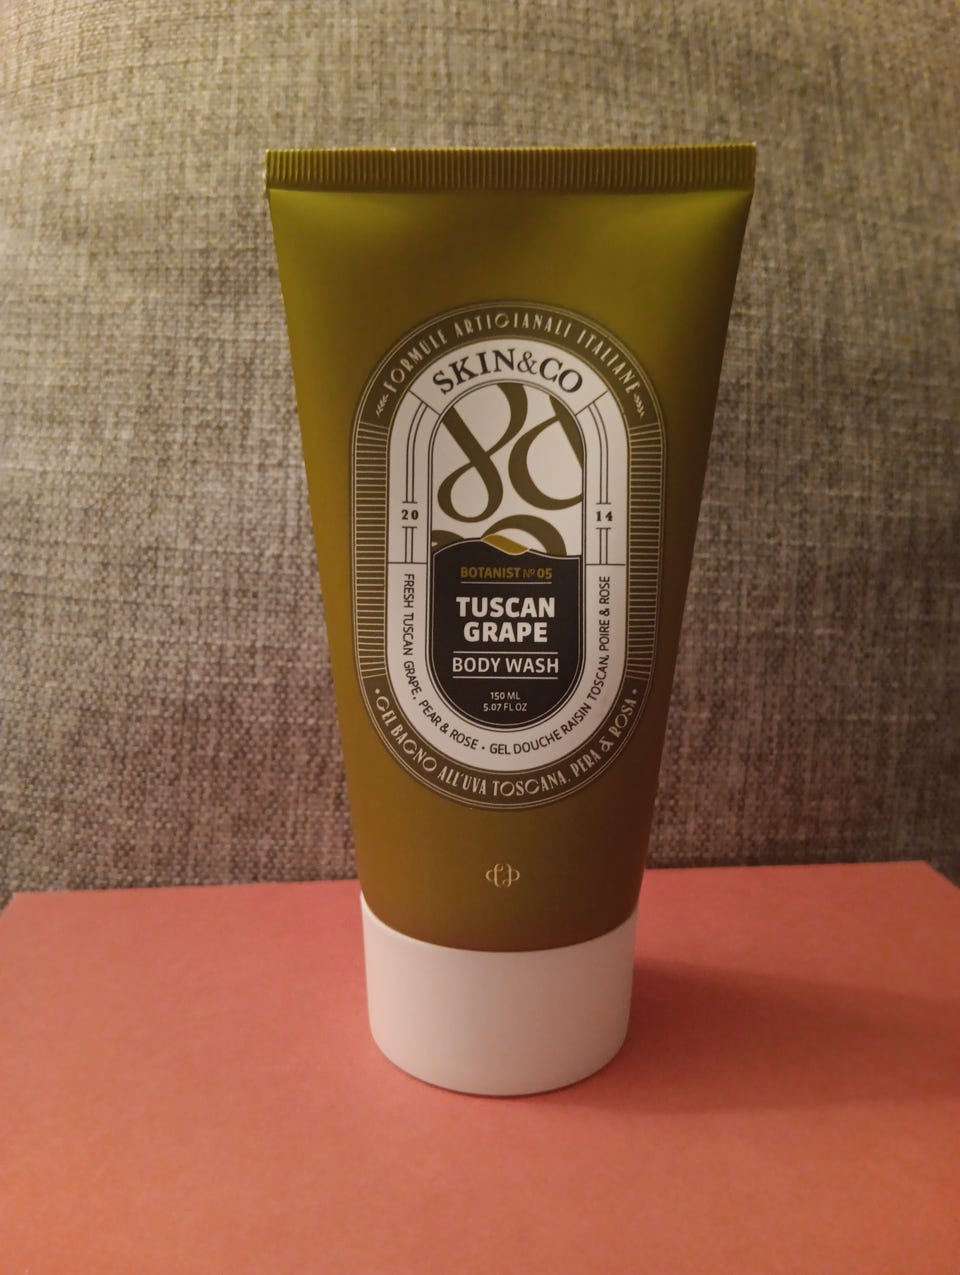 FORMULE ARTIGIANALI ITALIANE
SKIN&CO
20 14
BOTANIST Nº 05
TUSCAN
GRAPE
BODY WASH
150 ML
5.07 FL OZ
FRESH TUSCAN GRAPE, PEAR & ROSE • GEL DOUCHE RAISIN TOSCAN, POIRE & ROSE
• GEL BAGNO ALL'UVA TOSCANA, PERA & ROSA •